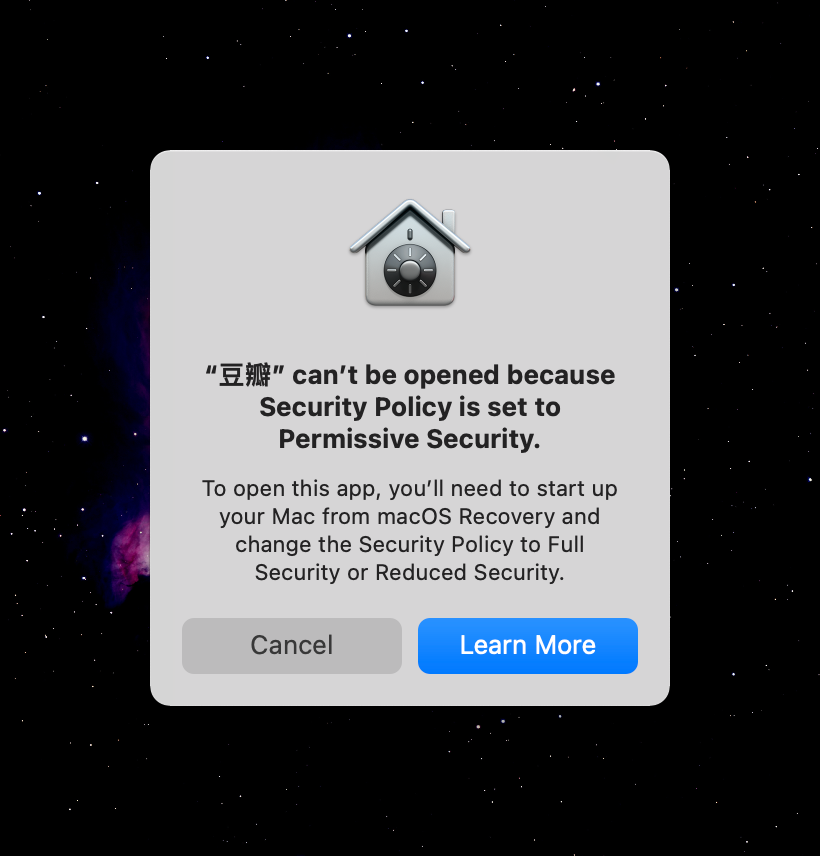 “豆瓣” can’t be opened because
Security Policy is set to
Permissive Security.
To open this app, you’ll need to start up
your Mac from macOS Recovery and
change the Security Policy to Full
Security or Reduced Security.
Cancel
Learn More